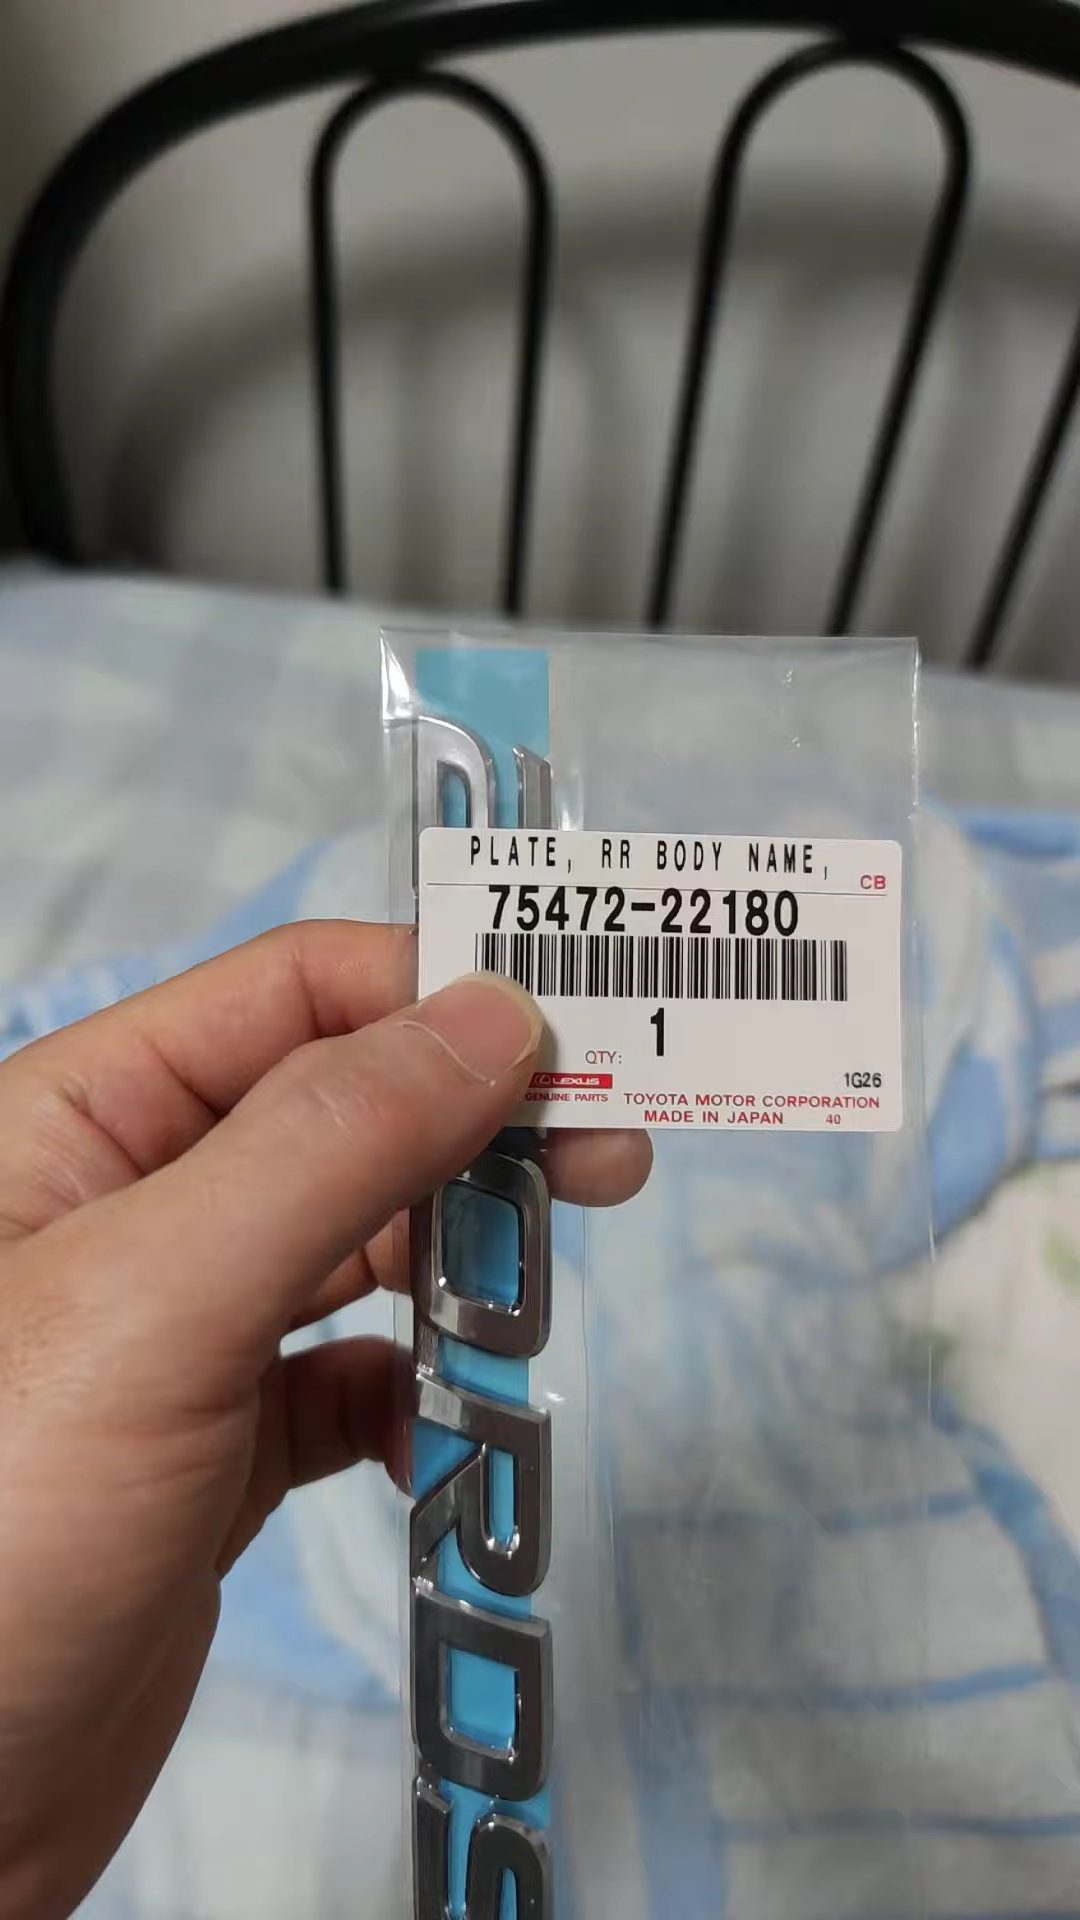 PLATE, RR BODY NAME,
CB
75472-22180
1
QTY:
LEXUS
GENUINE PARTS
1G26
TOYOTA MOTOR CORPORATION
MADE IN JAPAN 40
0RDS